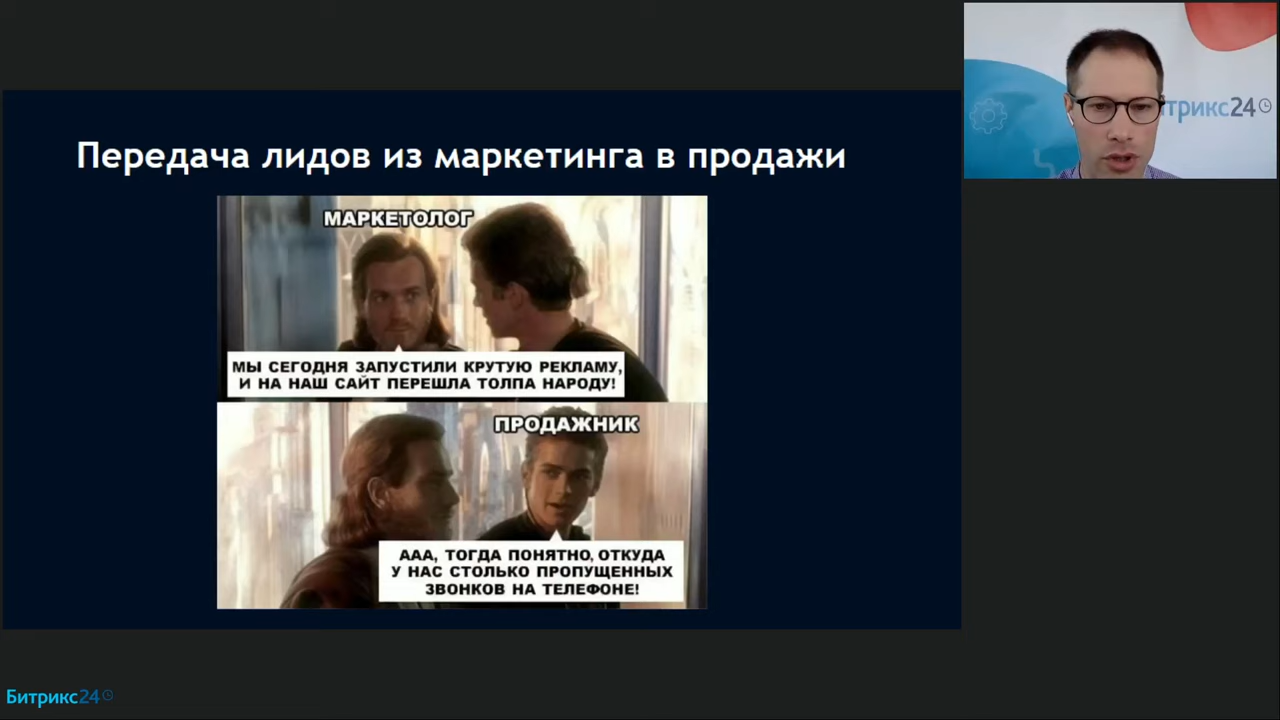 Передача лидов из маркетинга в продажи
МАРКЕТОЛОГ
МЫ СЕГОДНЯ ЗАПУСТИЛИ КРУТУЮ РЕКЛАМУ,
И НА НАШ САЙТ ПЕРЕШЛА ТОЛПА НАРОДУ!
ПРОДАЖНИК
ААА, ТОГДА ПОНЯТНО, ОТКУДА
У НАС СТОЛЬКО ПРОПУЩЕННЫХ
ЗВОНКОВ НА ТЕЛЕФОНЕ!
трикс24
Битрикс24